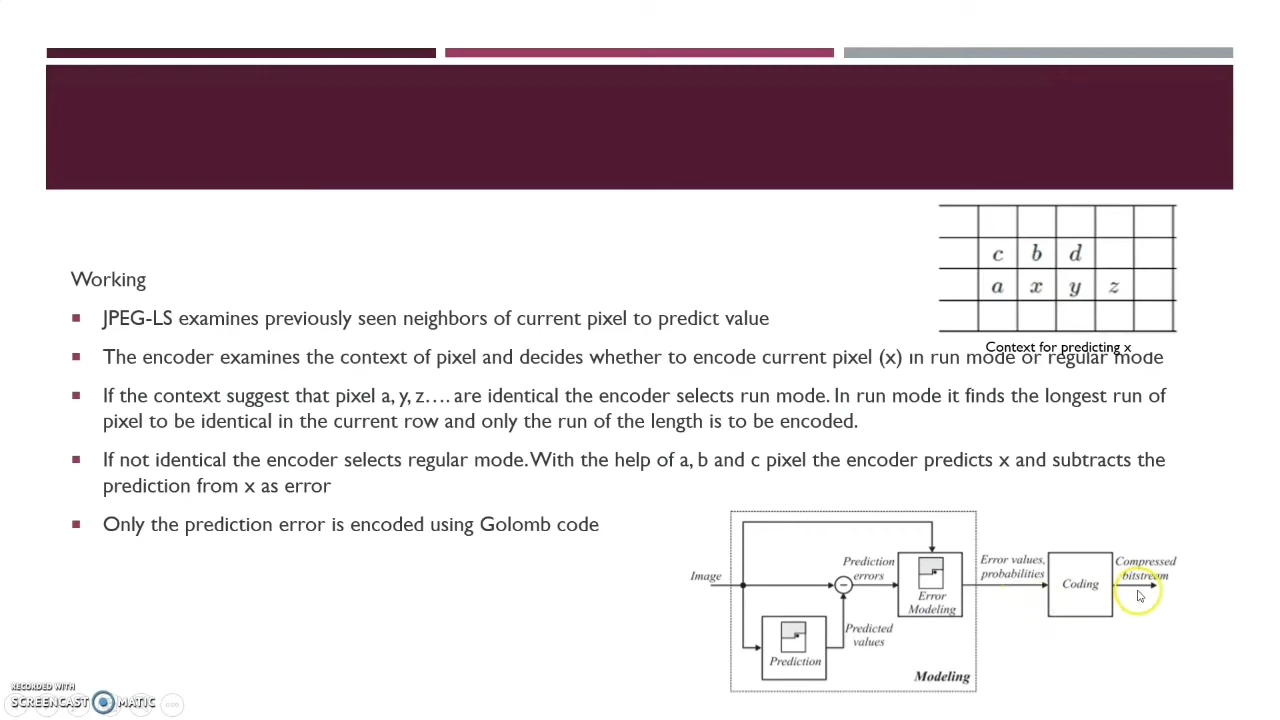 c b d
a x y z
Context for predicting x
Working
JPEG-LS examines previously seen neighbors of current pixel to predict value
The encoder examines the context of pixel and decides whether to encode current pixel (x) in run mode or regular mode
If the context suggest that pixel a, y, z…. are identical the encoder selects run mode. In run mode it finds the longest run of
pixel to be identical in the current row and only the run of the length is to be encoded.
If not identical the encoder selects regular mode. With the help of a, b and c pixel the encoder predicts x and subtracts the
prediction from x as error
Only the prediction error is encoded using Golomb code
Image
Prediction
errors
Error
Modeling
Error values,
probabilities
Coding
Compressed
bitstream
Predicted
values
Prediction
Modeling
RECORDED WITH
SCREENCAST MATIC